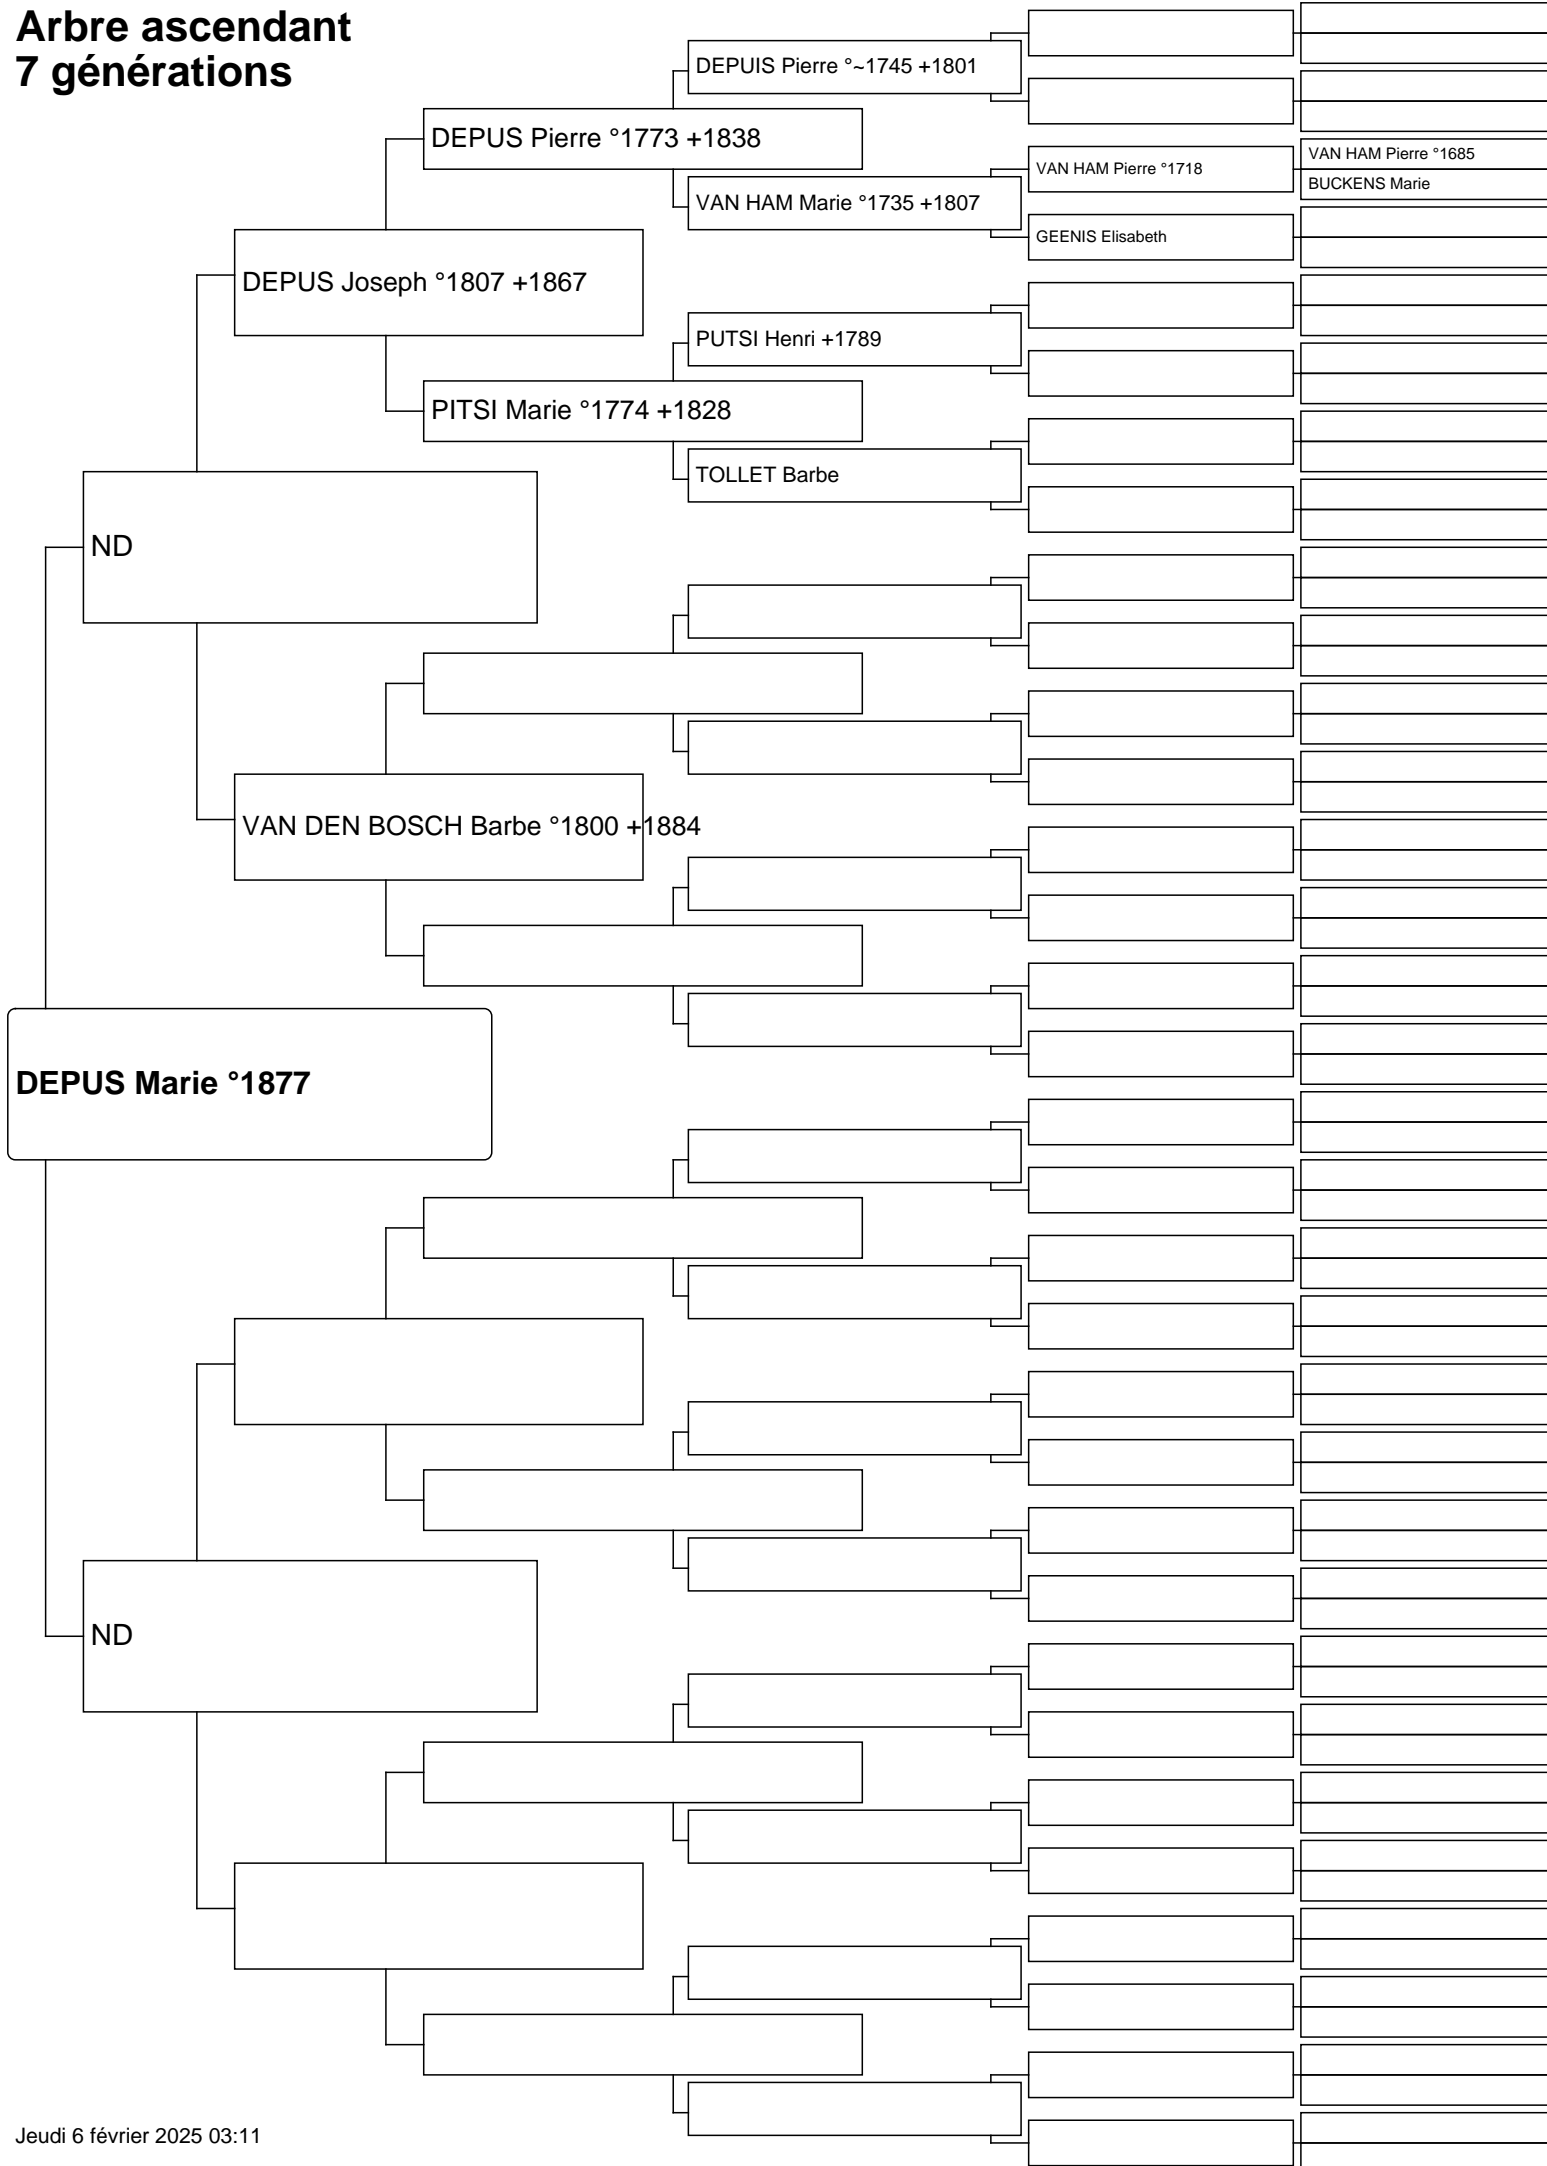 Arbre ascendant
7 générations
DEPUIS Pierre °~1745 +1801
DEPUS Pierre °1773 +1838
VAN HAM Pierre °1685
VAN HAM Pierre °1718
BUCKENS Marie
VAN HAM Marie °1735 +1807
GEENIS Elisabeth
DEPUS Joseph °1807 +1867
PUTSI Henri +1789
PITSI Marie °1774 +1828
TOLLET Barbe
ND
VAN DEN BOSCH Barbe °1800 +1884
DEPUS Marie °1877
ND
Jeudi 6 février 2025 03:11